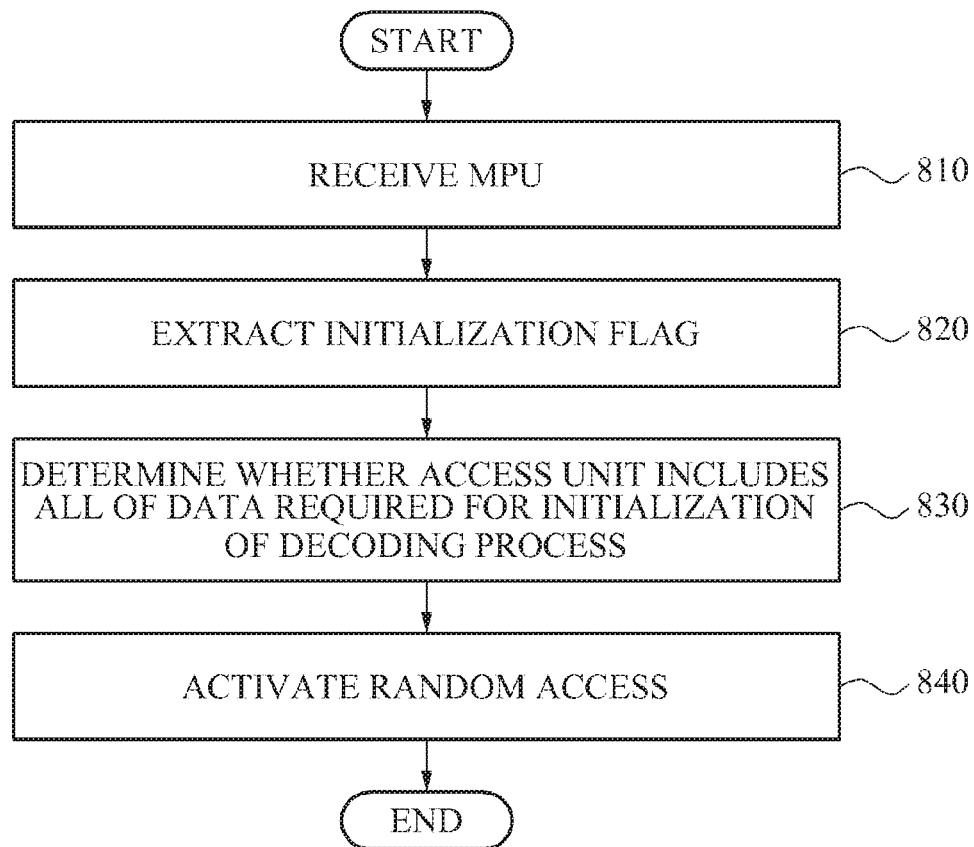 START
RECEIVE MPU
810
EXTRACT INITIALIZATION FLAG
820
DETERMINE WHETHER ACCESS UNIT INCLUDES
ALL OF DATA REQUIRED FOR INITIALIZATION
OF DECODING PROCESS
830
ACTIVATE RANDOM ACCESS
840
END